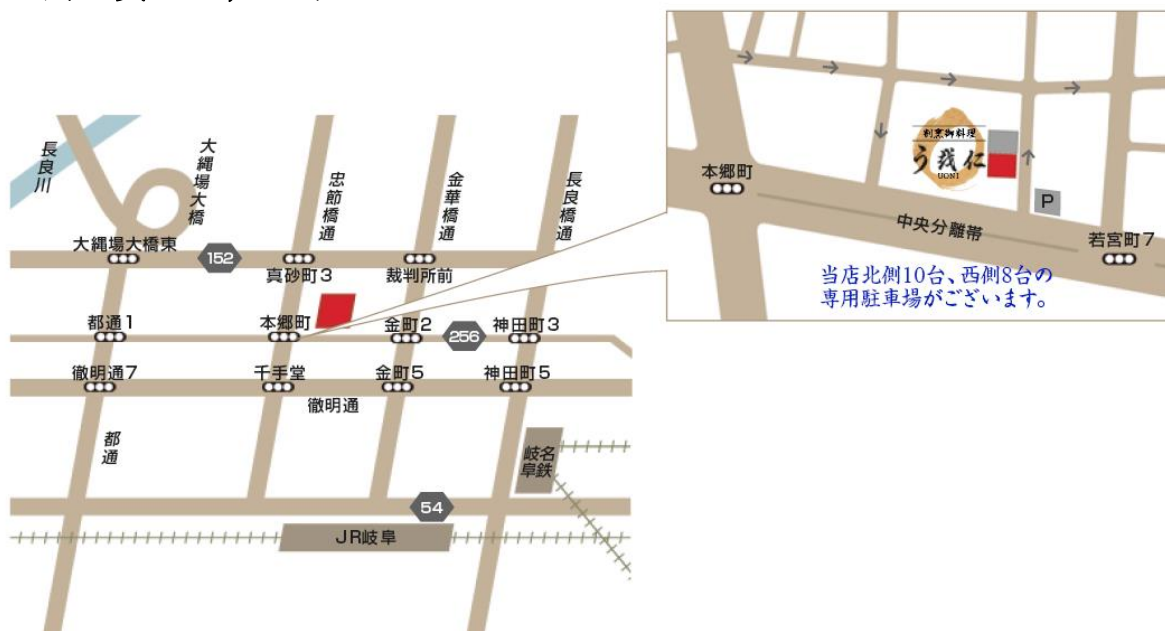 長良川
大縄場大橋
忠節橋通
金華橋通
長良橋通
大縄場大橋東
152
真砂町3
裁判所前
都通1
本郷町
金町2
256
神田町3
徹明通7
千手堂
金町5
神田町5
徹明通
都通
名鉄
岐阜
54
JR岐阜
割烹御料理
う我仁
UONI
本郷町
P
中央分離帯
若宮町7
当店北側10台、西側8台の
専用駐車場がございます。